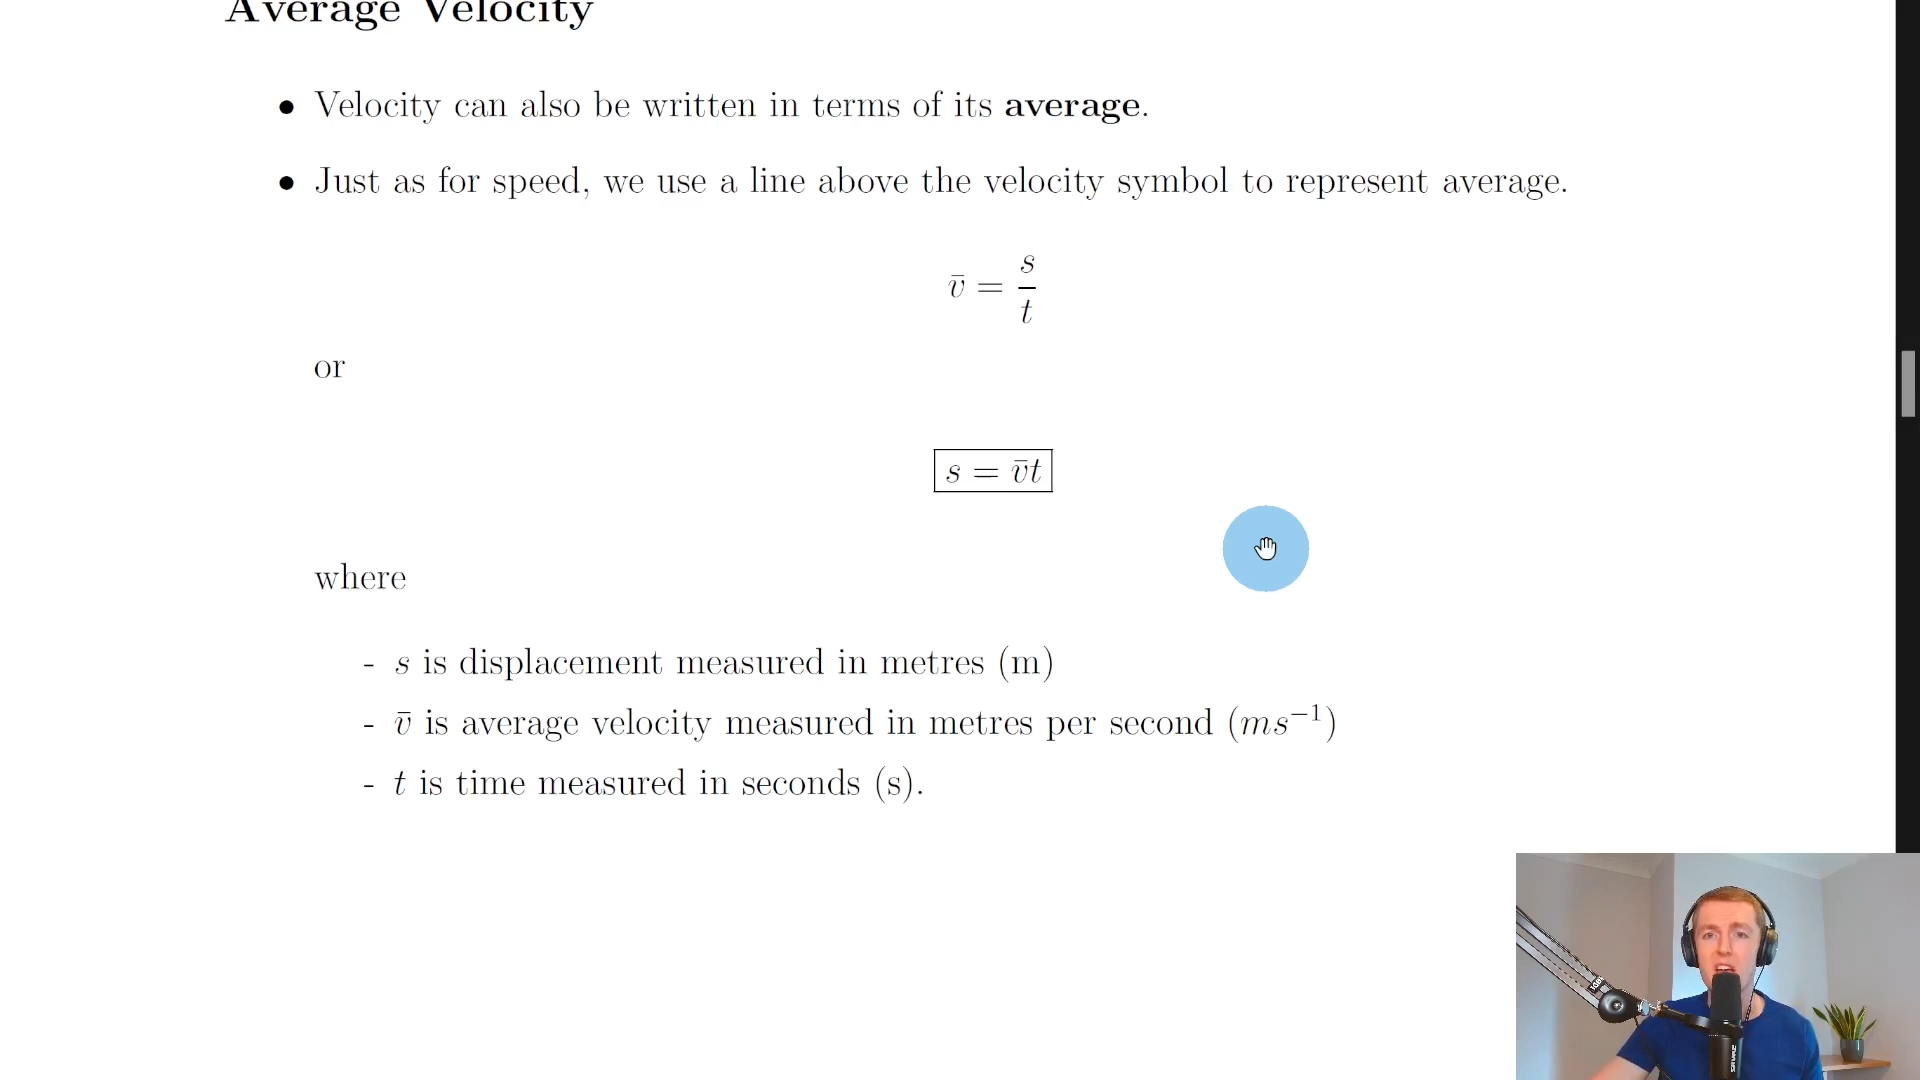 Average Velocity
• Velocity can also be written in terms of its average.
• Just as for speed, we use a line above the velocity symbol to represent average.
v̄ = s/t
or
s = v̄t
where
- s is displacement measured in metres (m)
- v̄ is average velocity measured in metres per second (ms⁻¹)
- t is time measured in seconds (s).